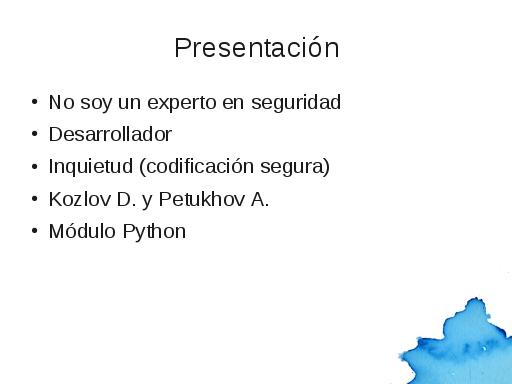 Presentación
• No soy un experto en seguridad
• Desarrollador
• Inquietud (codificación segura)
• Kozlov D. y Petukhov A.
• Módulo Python